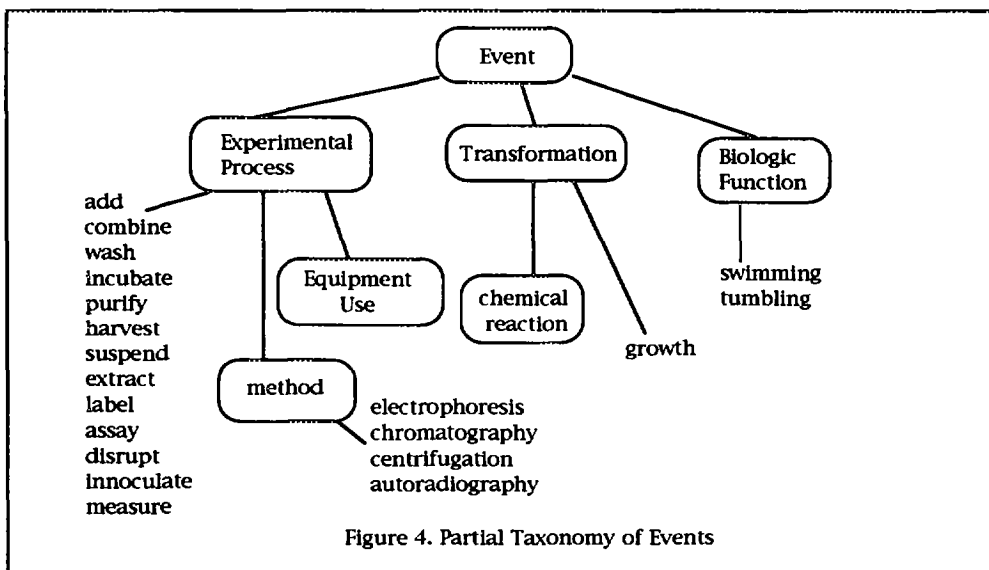 Event
Experimental
Process
Transformation
Biologic
Function
add
combine
wash
incubate
purify
harvest
suspend
extract
label
assay
disrupt
innoculate
measure
Equipment
Use
chemical
reaction
swimming
tumbling
growth
method
electrophoresis
chromatography
centrifugation
autoradiography
Figure 4. Partial Taxonomy of Events